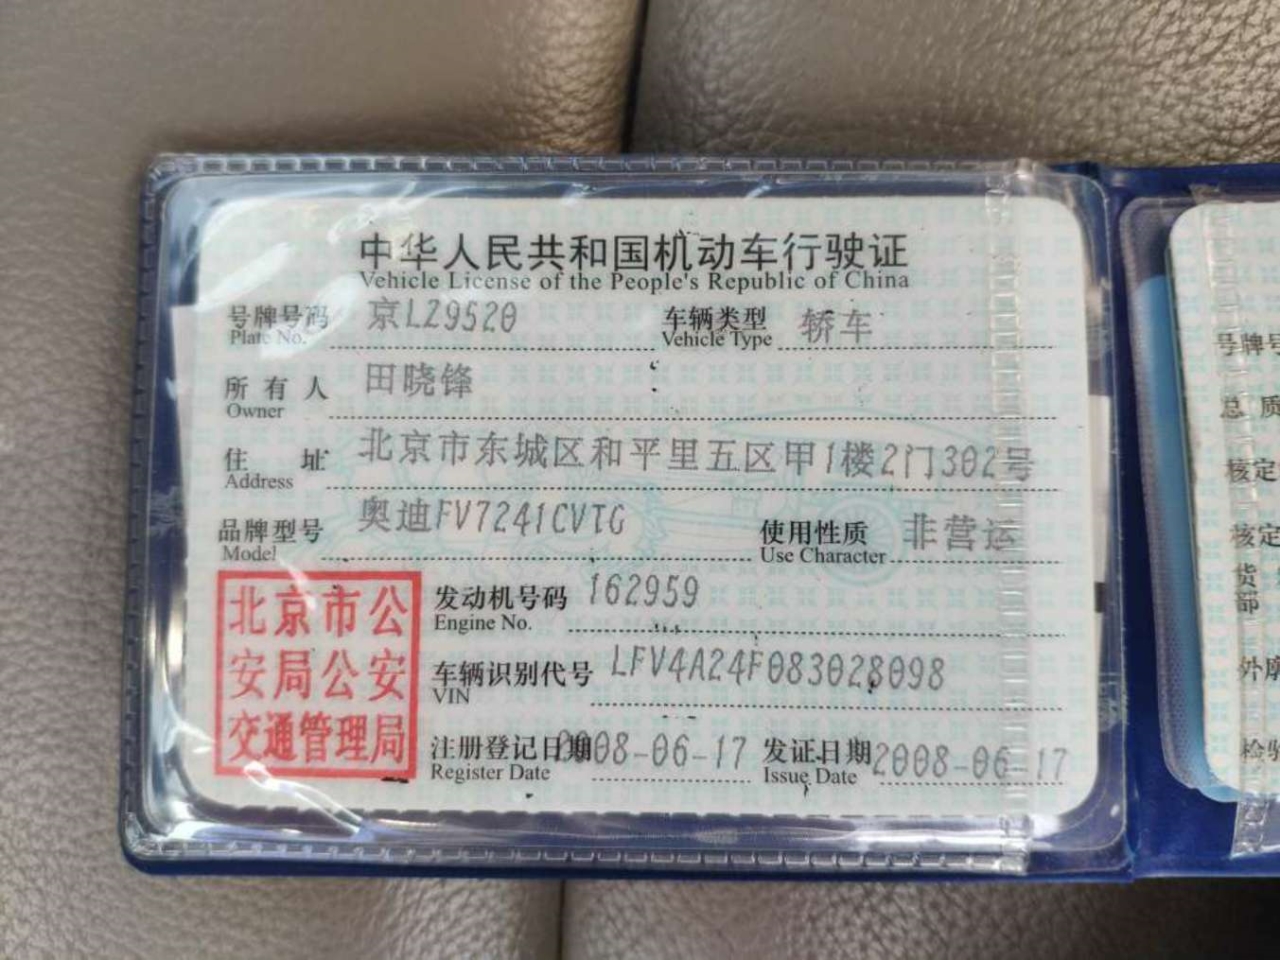 中华人民共和国机动车行驶证
Vehicle License of the People's Republic of China
号牌号码 京LZ9520 车辆类型 轿车
Plate No. Vehicle Type
所有人 田晓锋
Owner
住址 北京市东城区和平里五区甲1楼2门302号
Address
品牌型号 奥迪FV7241CVTG 使用性质 非营运
Model Use Character
北京市公
安局公安
交通管理局
发动机号码 162959
Engine No.
车辆识别代号 LFV4A24F083028098
VIN
注册登记日期 2008-06-17 发证日期 2008-06-17
Register Date Issue Date
号牌号
总质
核定
核定
货
部
外廓
检验